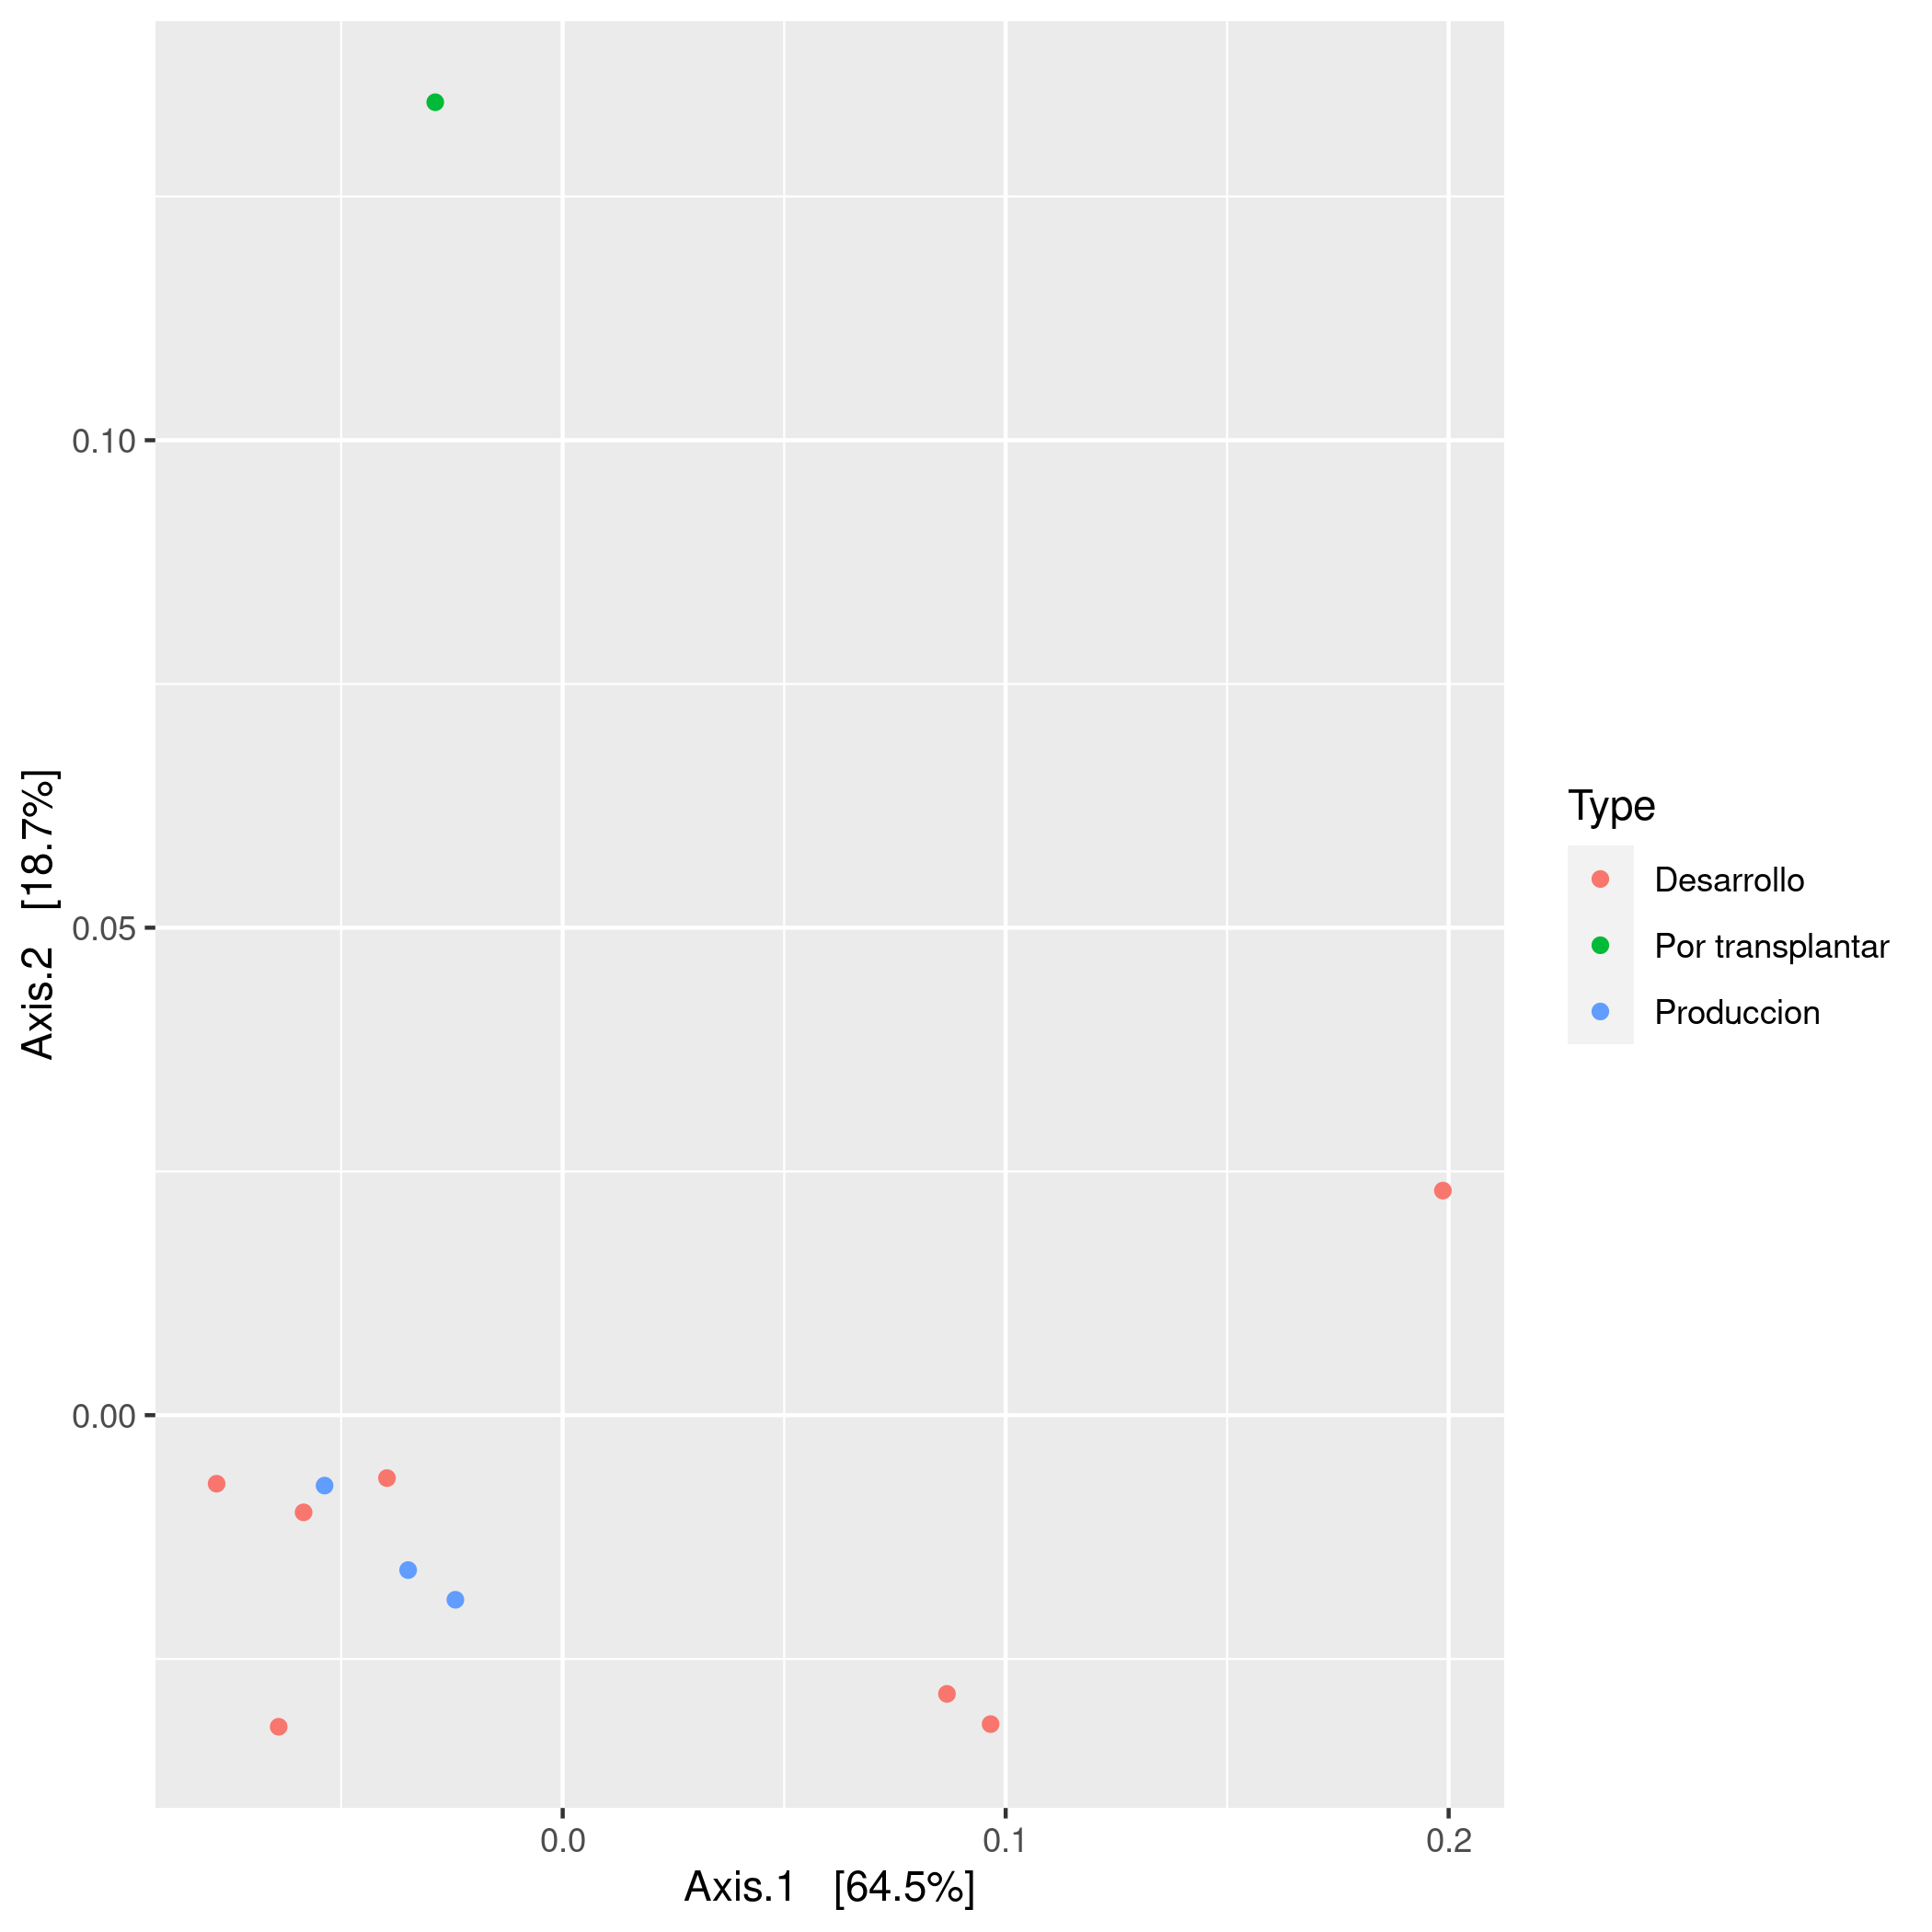 0.10
0.05
0.00
Axis.2 [18.7%]
0.0
0.1
0.2
Axis.1 [64.5%]
Type
Desarrollo
Por transplantar
Produccion